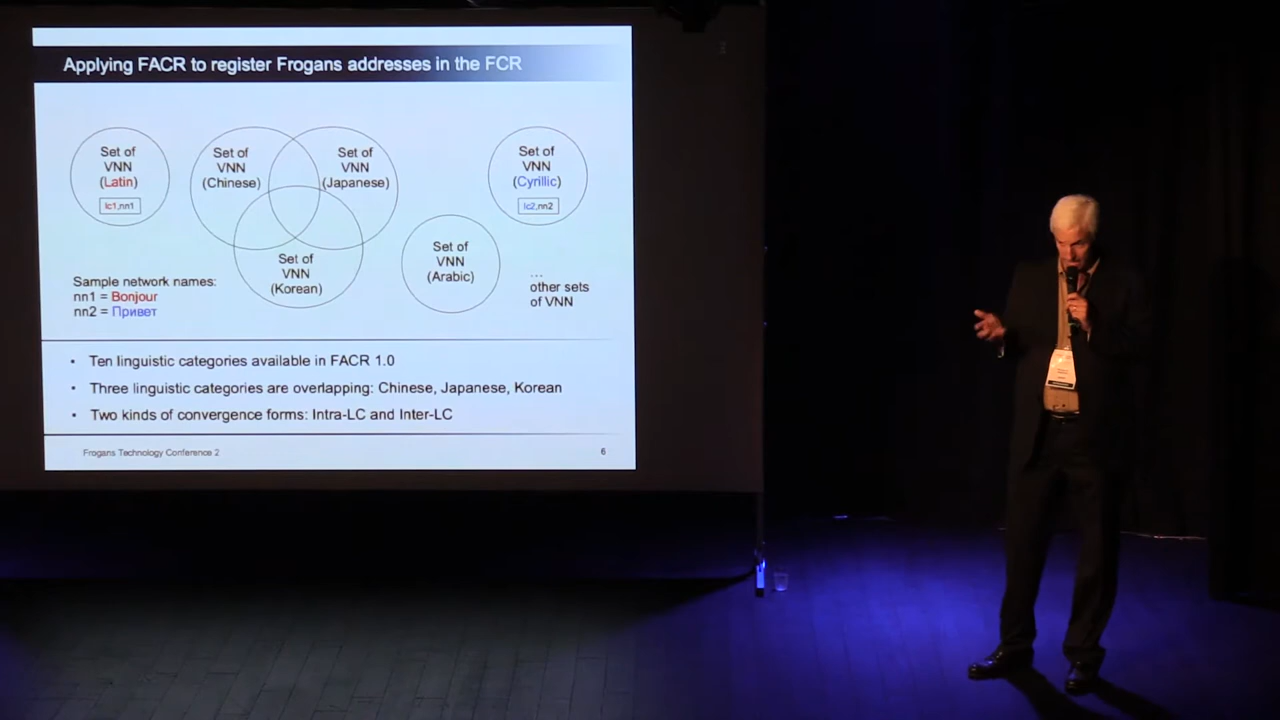 Applying FACR to register Frogans addresses in the FCR
Set of
VNN
(Latin)
lc1,nn1
Set of
VNN
(Chinese)
Set of
VNN
(Japanese)
Set of
VNN
(Korean)
Set of
VNN
(Arabic)
Set of
VNN
(Cyrillic)
lc2,nn2
...
other sets
of VNN
Sample network names:
nn1 = Bonjour
nn2 = Привет
• Ten linguistic categories available in FACR 1.0
• Three linguistic categories are overlapping: Chinese, Japanese, Korean
• Two kinds of convergence forms: Intra-LC and Inter-LC
Frogans Technology Conference 2
6